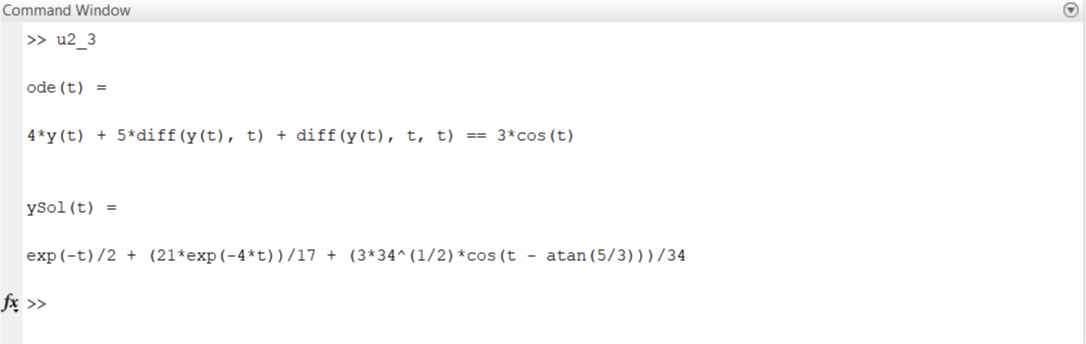 Command Window
>> u2_3
ode(t) =
4*y(t) + 5*diff(y(t), t) + diff(y(t), t, t) == 3*cos(t)
ySol(t) =
exp(-t)/2 + (21*exp(-4*t))/17 + (3*34^(1/2)*cos(t - atan(5/3)))/34
fx >>